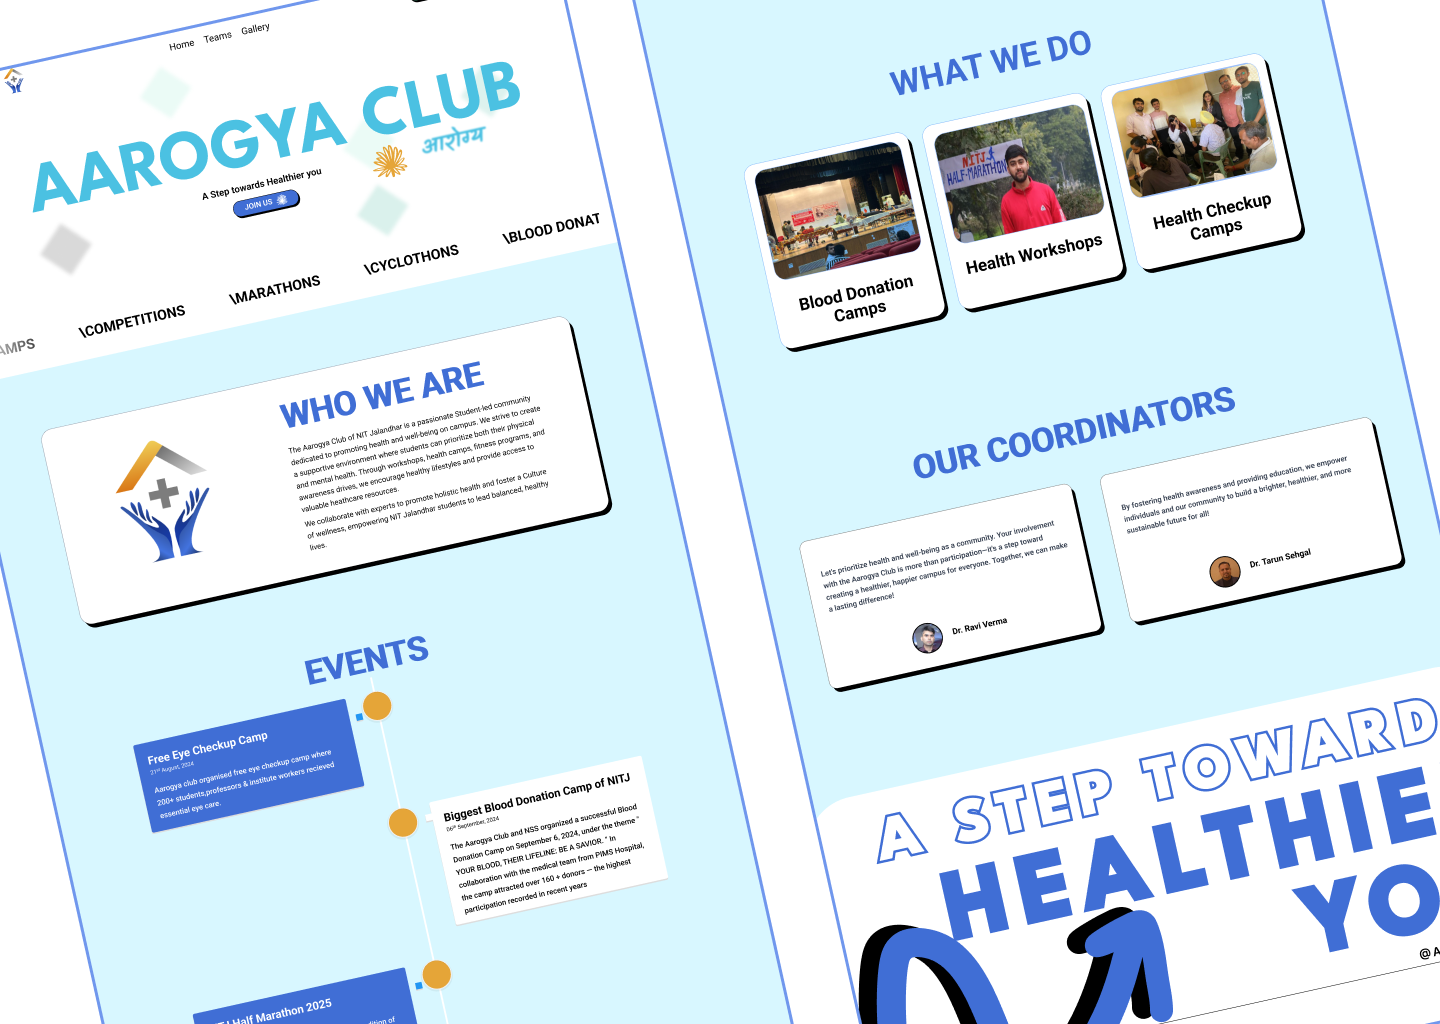 Home Teams Gallery
AAROGYA CLUB
आरोग्य
A Step towards Healthier you
JOIN US
AMPS \COMPETITIONS \MARATHONS \CYCLOTHONS \BLOOD DONAT
WHO WE ARE
The Aarogya Club of NIT Jalandhar is a passionate Student-led community
dedicated to promoting health and well-being on campus. We strive to create
a supportive environment where students can prioritize both their physical
and mental health. Through workshops, health camps, fitness programs, and
awareness drives, we encourage healthy lifestyles and provide access to
valuable heathcare resources.
We collaborate with experts to promote holistic health and foster a Culture
of wellness, empowering NIT Jalandhar students to lead balanced, healthy
lives.
EVENTS
Free Eye Checkup Camp
21st August, 2024
Aarogya club organised free eye checkup camp where
200+ students,professors & institute workers recieved
essential eye care.
Biggest Blood Donation Camp of NITJ
06th September, 2024
The Aarogya Club and NSS organized a successful Blood
Donation Camp on September 6, 2024, under the theme "
YOUR BLOOD, THEIR LIFELINE: BE A SAVIOR. " In
collaboration with the medical team from PIMS Hospital,
the camp attracted over 160 + donors — the highest
participation recorded in recent years
Half Marathon 2025
WHAT WE DO
Blood Donation
Camps
NITJ
HALF-MARATHON
Health Workshops
Health Checkup
Camps
OUR COORDINATORS
Let's prioritize health and well-being as a community. Your involvement
with the Aarogya Club is more than participation—it's a step toward
creating a healthier, happier campus for everyone. Together, we can make
a lasting difference!
Dr. Ravi Verma
By fostering health awareness and providing education, we empower
individuals and our community to build a brighter, healthier, and more
sustainable future for all!
Dr. Tarun Sehgal
A STEP TOWARD
HEALTHIE
YO
@ A